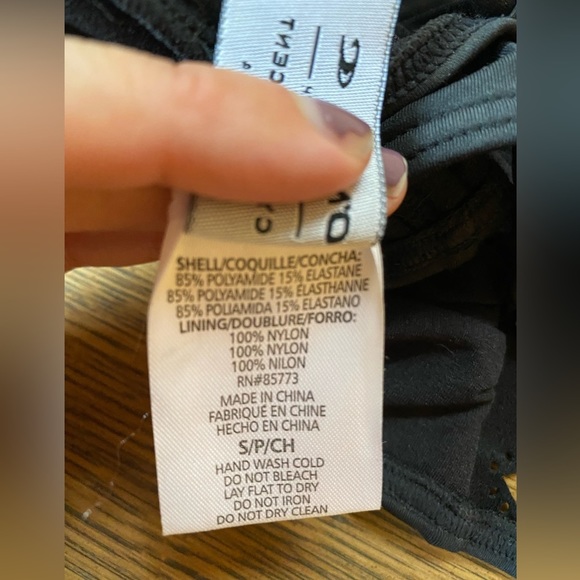 SHELL/COQUILLE/CONCHA:
85% POLYAMIDE 15% ELASTANE
85% POLYAMIDE 15% ELASTHANNE
85% POLIAMIDA 15% ELASTANO
LINING/DOUBLURE/FORRO:
100% NYLON
100% NYLON
100% NILON
RN#85773
MADE IN CHINA
FABRIQUÉ EN CHINE
HECHO EN CHINA
S/P/CH
HAND WASH COLD
DO NOT BLEACH
LAY FLAT TO DRY
DO NOT IRON
DO NOT DRY CLEAN